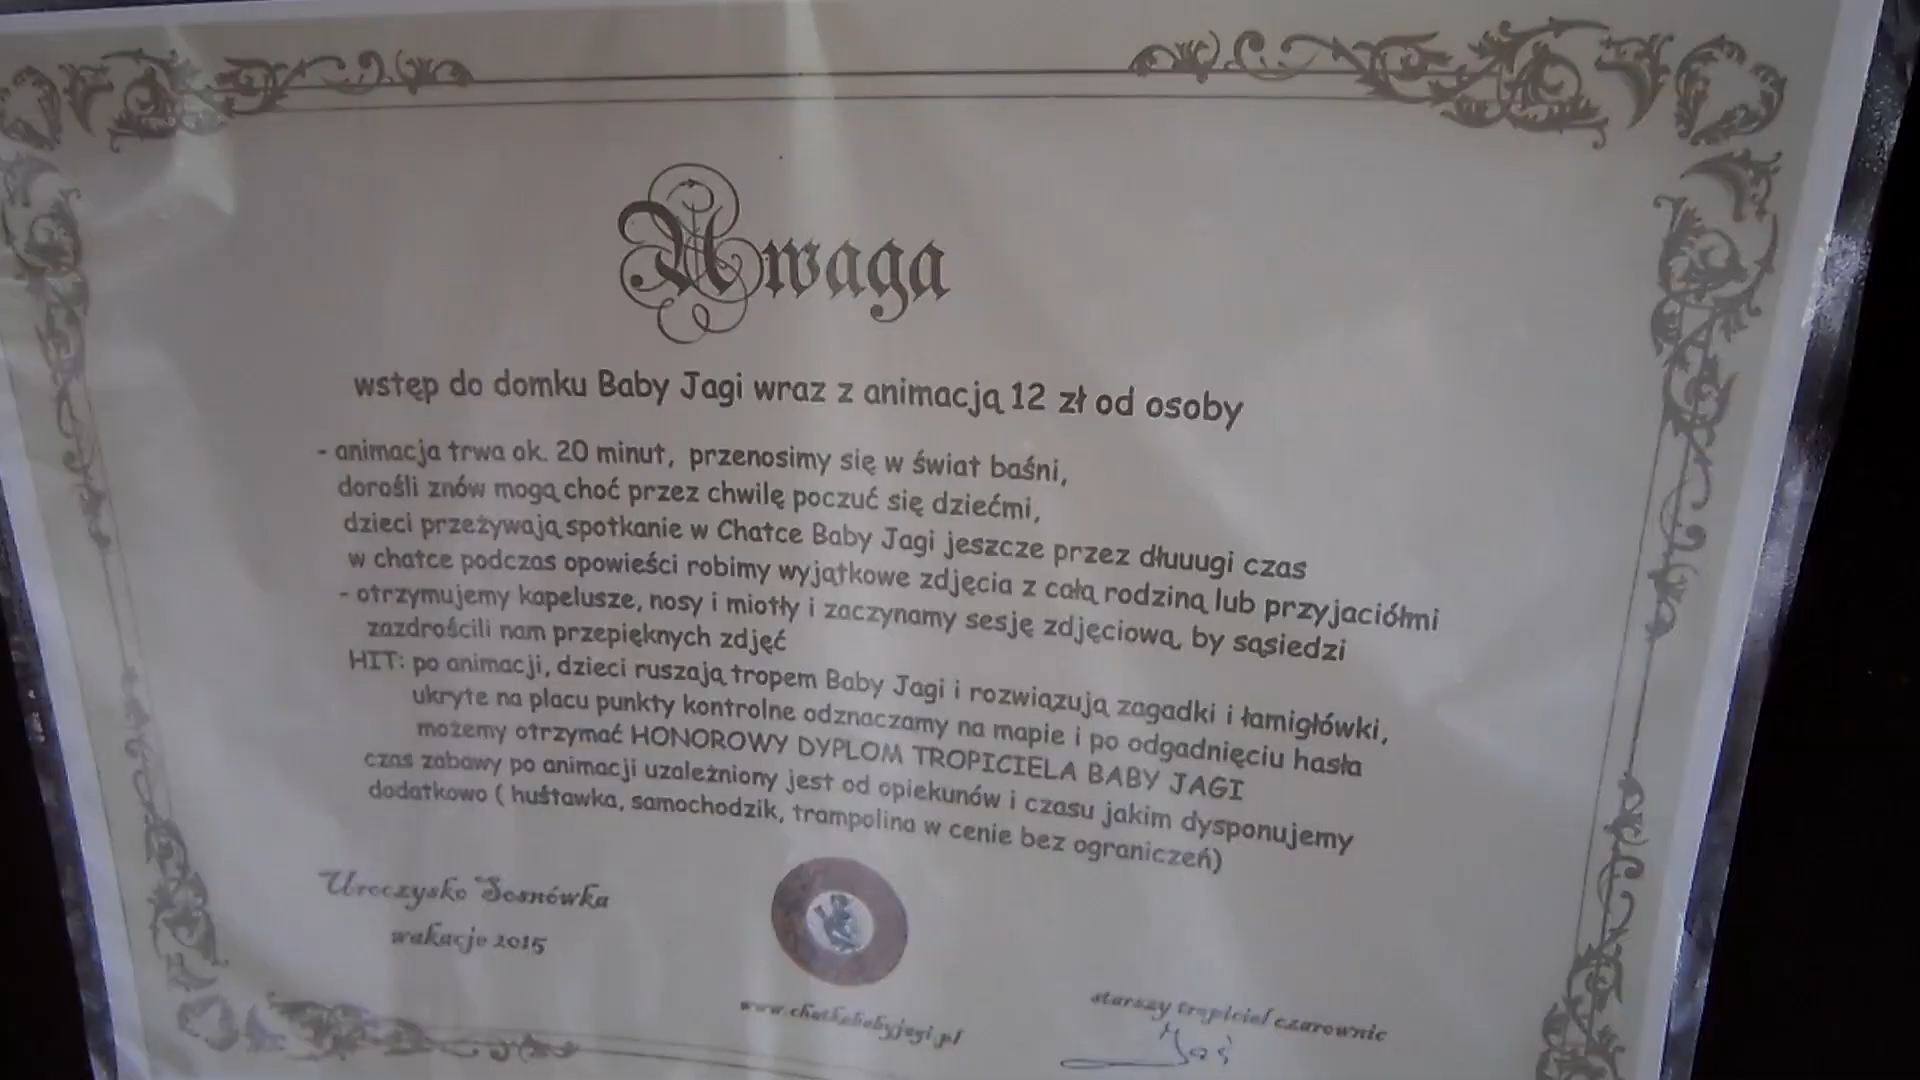 Uwaga
wstęp do domku Baby Jagi wraz z animacją 12 zł od osoby
- animacja trwa ok. 20 minut, przenosimy się w świat baśni,
dorośli znów mogą choć przez chwilę poczuć się dziećmi,
dzieci przeżywają spotkanie w Chatce Baby Jagi jeszcze przez dłuuugi czas
w chatce podczas opowieści robimy wyjątkowe zdjęcia z całą rodziną lub przyjaciółmi
- otrzymujemy kapelusze, nosy i miotły i zaczynamy sesję zdjęciową, by sąsiedzi
zazdrościli nam przepięknych zdjęć
HIT: po animacji, dzieci ruszają tropem Baby Jagi i rozwiązują zagadki i łamigłówki,
ukryte na placu punkty kontrolne odznaczamy na mapie i po odgadnięciu hasła
możemy otrzymać HONOROWY DYPLOM TROPICIELA BABY JAGI
czas zabawy po animacji uzależniony jest od opiekunów i czasu jakim dysponujemy
dodatkowo ( huśtawka, samochodzik, trampolina w cenie bez ograniczeń)
Uroczysko Sosnówka
wakacje 2015
www.chatkababyjagi.pl
starszy tropiciel czarownic
Jaś